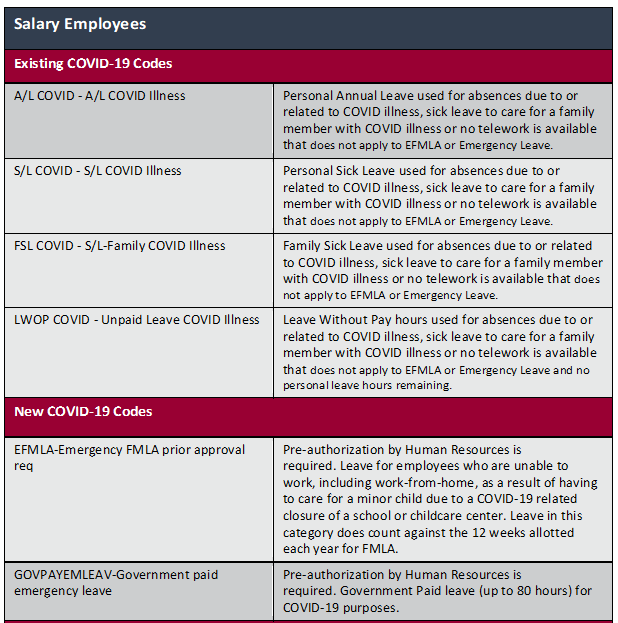 Salary Employees
Existing COVID-19 Codes
A/L COVID - A/L COVID Illness
Personal Annual Leave used for absences due to or
related to COVID illness, sick leave to care for a family
member with COVID illness or no telework is available
that does not apply to EFMLA or Emergency Leave.
S/L COVID - S/L COVID Illness
Personal Sick Leave used for absences due to or
related to COVID illness, sick leave to care for a family
member with COVID illness or no telework is available
that does not apply to EFMLA or Emergency Leave.
FSL COVID - S/L-Family COVID Illness
Family Sick Leave used for absences due to or related
to COVID illness, sick leave to care for a family member
with COVID illness or no telework is available that does
not apply to EFMLA or Emergency Leave.
LWOP COVID - Unpaid Leave COVID Illness
Leave Without Pay hours used for absences due to or
related to COVID illness, sick leave to care for a family
member with COVID illness or no telework is available
that does not apply to EFMLA or Emergency Leave and no
personal leave hours remaining.
New COVID-19 Codes
EFMLA-Emergency FMLA prior approval
req
Pre-authorization by Human Resources is
required. Leave for employees who are unable to
work, including work-from-home, as a result of having
to care for a minor child due to a COVID-19 related
closure of a school or childcare center. Leave in this
category does count against the 12 weeks allotted
each year for FMLA.
GOVPAYEMLEAV-Government paid
emergency leave
Pre-authorization by Human Resources is
required. Government Paid leave (up to 80 hours) for
COVID-19 purposes.